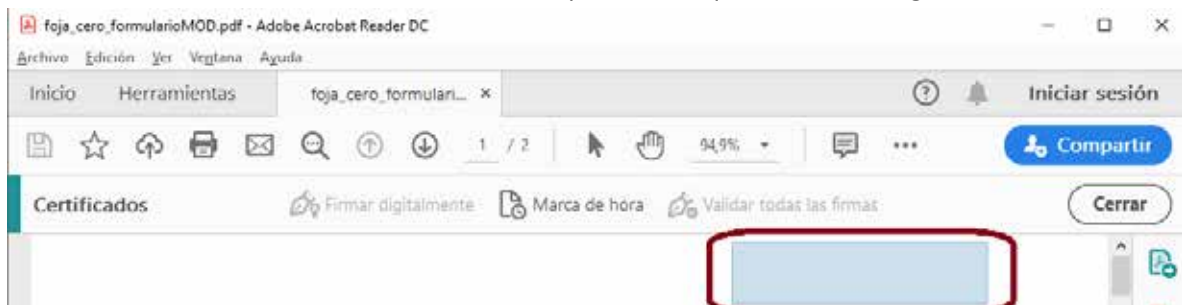 foja_cero_formularioMOD.pdf - Adobe Acrobat Reader DC
Archivo Edición Ver Ventana Ayuda
Inicio Herramientas foja_cero_formulari... × Iniciar sesión
1 / 2 94,9% Compartir
Certificados Firmar digitalmente Marca de hora Validar todas las firmas Cerrar